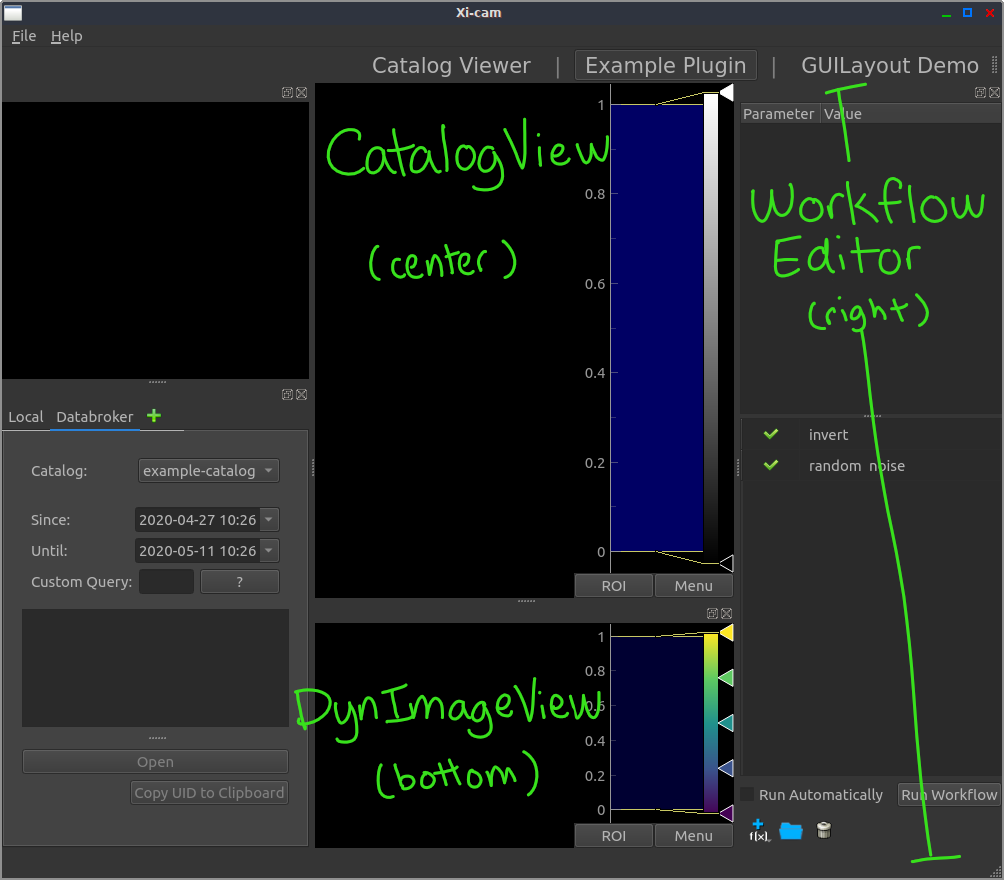 Xi-cam
File Help
Catalog Viewer | Example Plugin | GUILayout Demo
CatalogView
(center)
1
0.8
0.6
0.4
0.2
0
ROI Menu
Parameter Value
Workflow
Editor
(right)
Local Databroker
Catalog: example-catalog
Since: 2020-04-27 10:26
Until: 2020-05-11 10:26
Custom Query: ?
Open
Copy UID to Clipboard
DynImageView
(bottom)
1
0.8
0.6
0.4
0.2
0
ROI Menu
invert
random noise
Run Automatically Run Workflow
f(x)